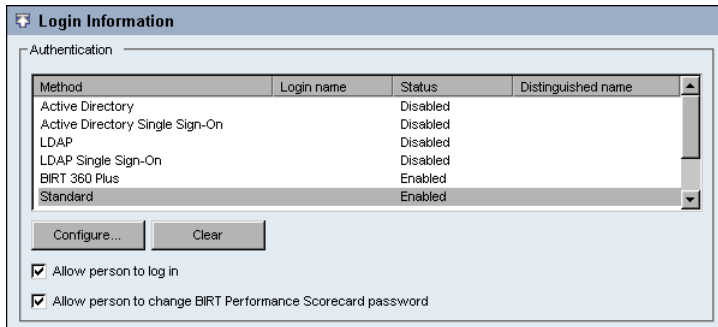 Login Information
Authentication
Method Login name Status Distinguished name
Active Directory Disabled
Active Directory Single Sign-On Disabled
LDAP Disabled
LDAP Single Sign-On Disabled
BIRT 360 Plus Enabled
Standard Enabled
Configure... Clear
Allow person to log in
Allow person to change BIRT Performance Scorecard password